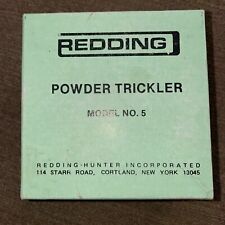 REDDING
POWDER TRICKLER
MODEL NO. 5
REDDING-HUNTER INCORPORATED
114 STARR ROAD, CORTLAND, NEW YORK 13045